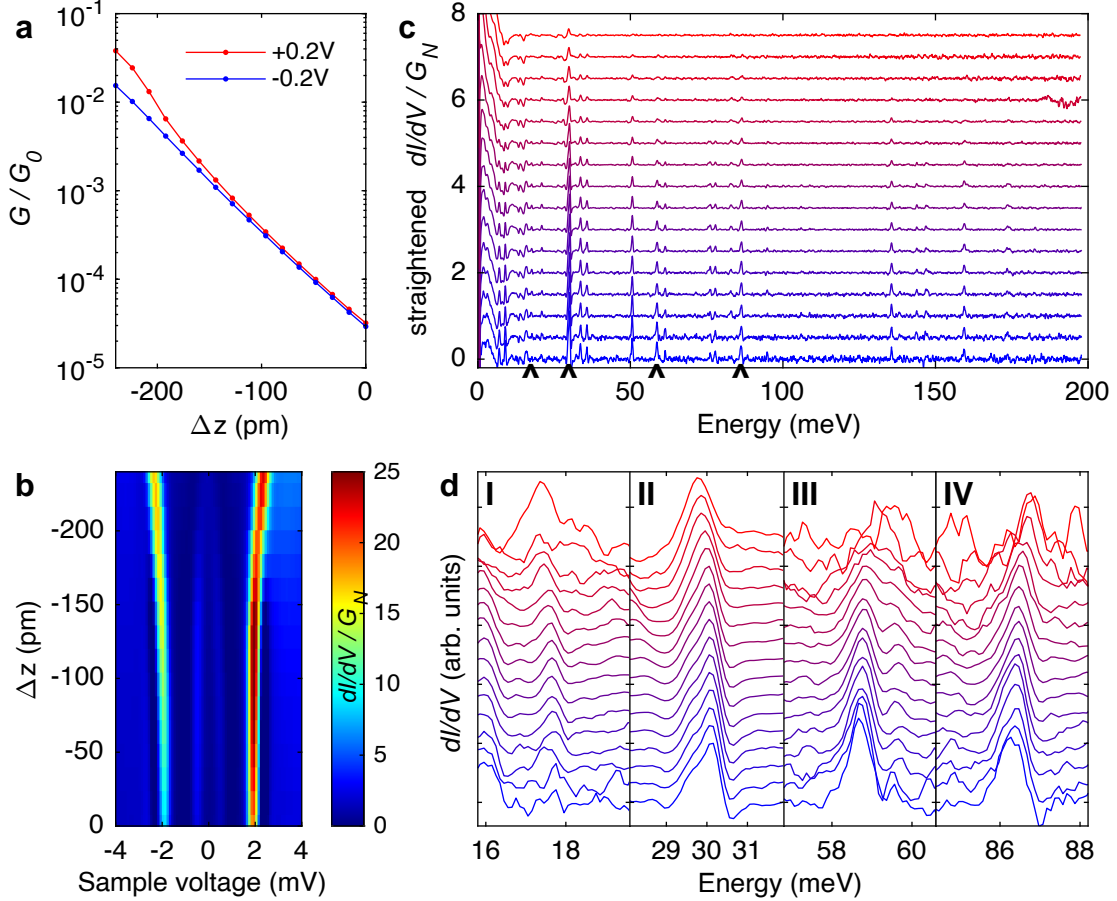 a
10⁻¹
10⁻²
10⁻³
10⁻⁴
10⁻⁵
G / G₀
+0.2V
-0.2V
-200
-100
0
Δz (pm)
b
-200
-150
-100
-50
0
Δz (pm)
-4
-2
0
2
4
Sample voltage (mV)
25
20
15
10
5
0
dI/dV / G_N
c
8
6
4
2
0
straightened dI/dV / G_N
0
50
100
150
200
Energy (meV)
d
I
II
III
IV
dI/dV (arb. units)
16
18
29
30
31
58
60
86
88
Energy (meV)